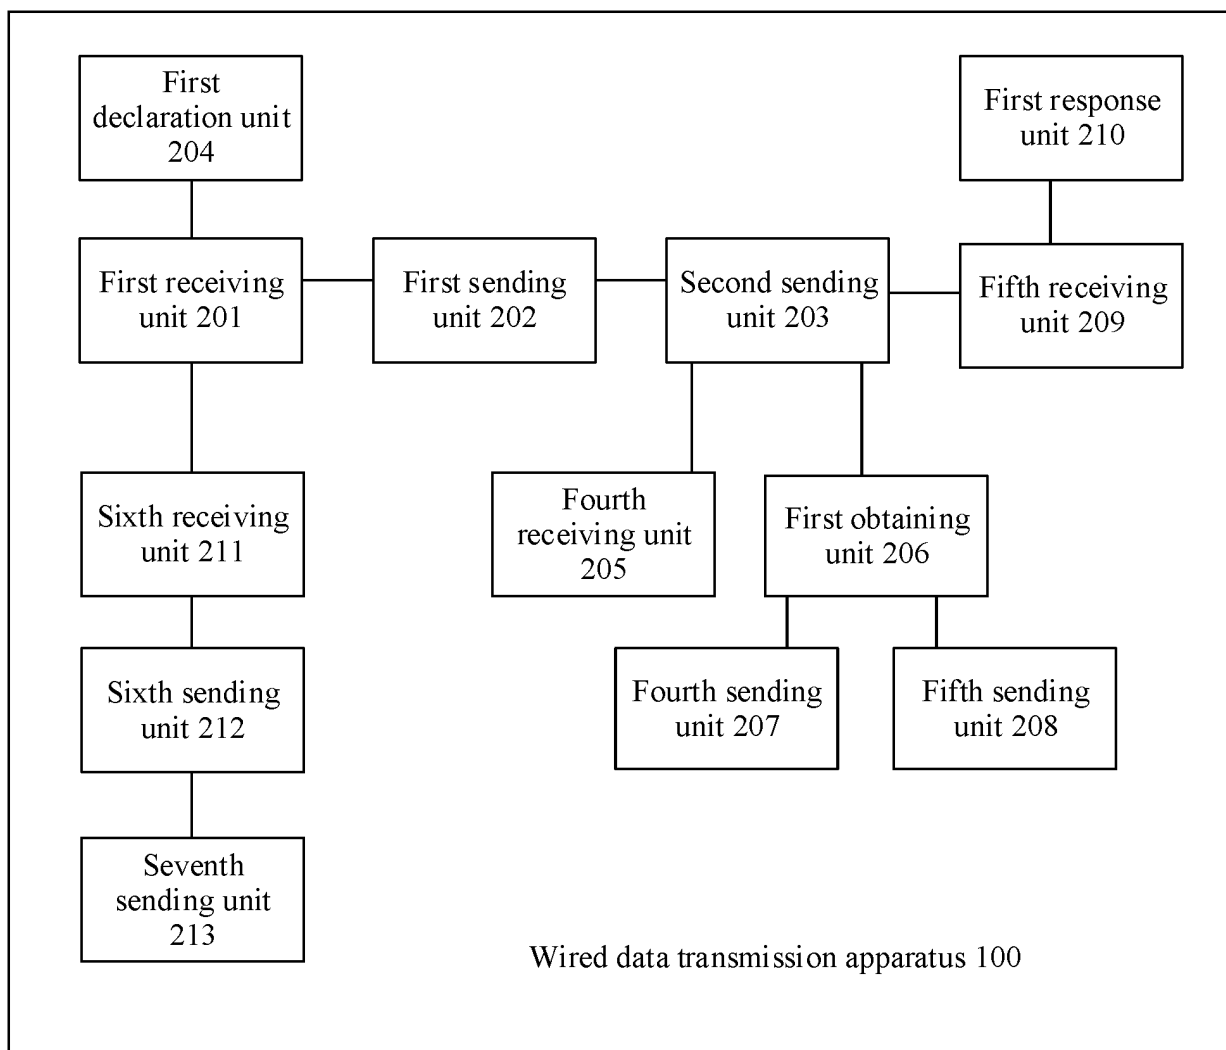 First
declaration unit
204
First response
unit 210
First receiving
unit 201
First sending
unit 202
Second sending
unit 203
Fifth receiving
unit 209
Sixth receiving
unit 211
Fourth
receiving unit
205
First obtaining
unit 206
Sixth sending
unit 212
Fourth sending
unit 207
Fifth sending
unit 208
Seventh
sending unit
213
Wired data transmission apparatus 100